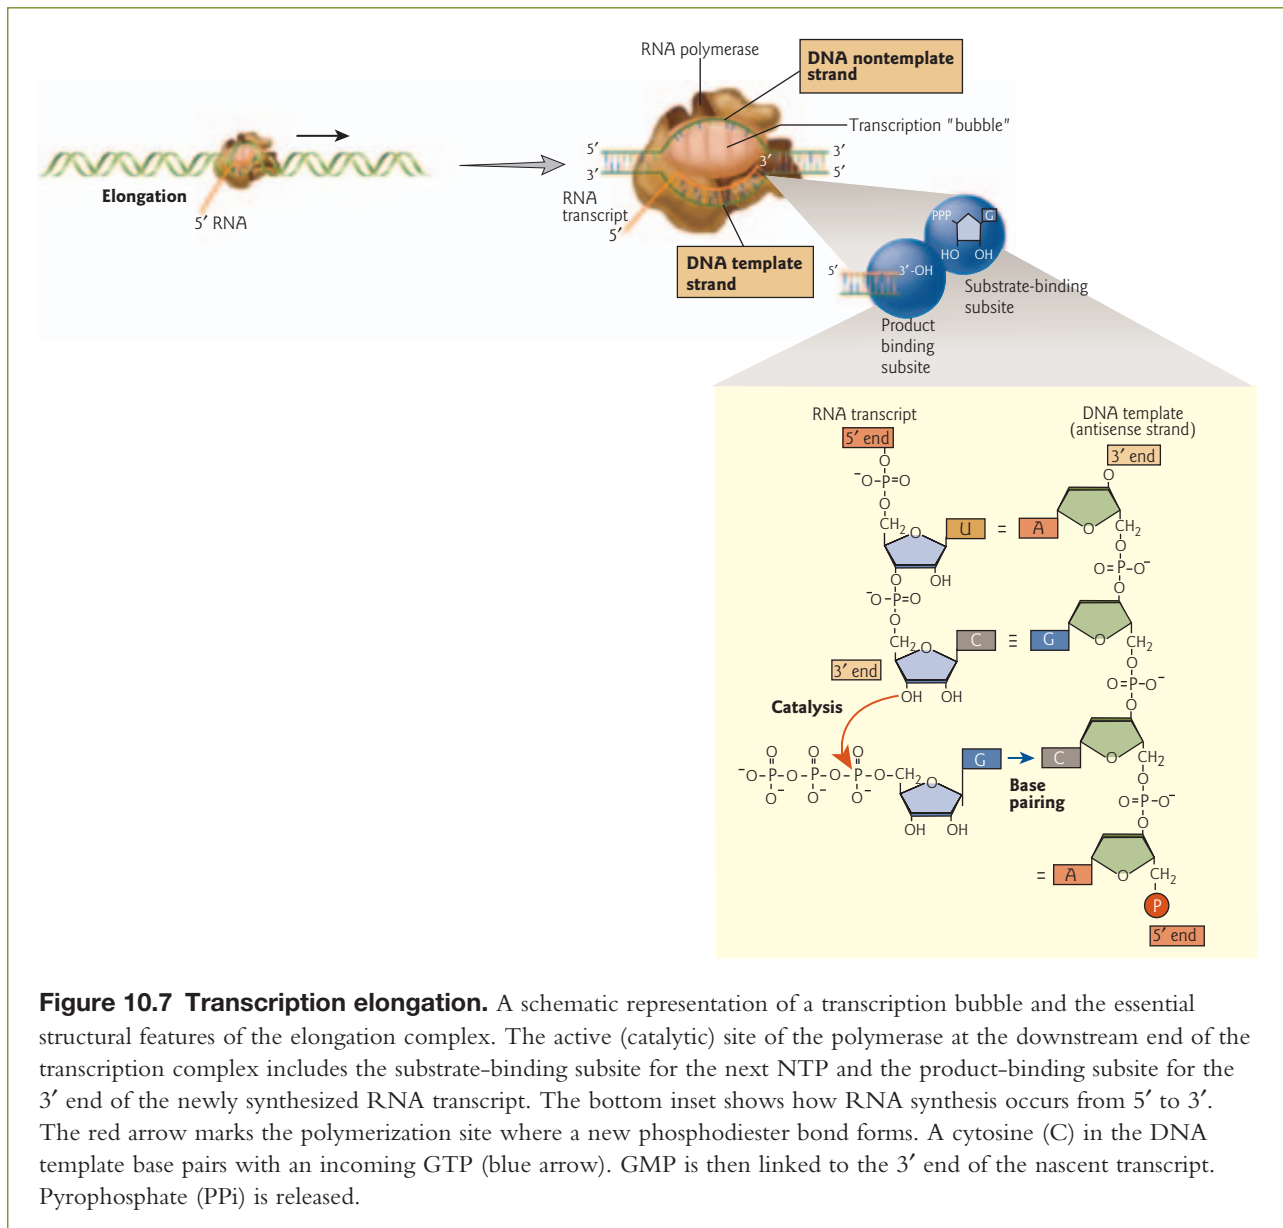 RNA polymerase
DNA nontemplate
strand
Transcription "bubble"
5′
3′
3′
3′
5′
Elongation
5′ RNA
RNA
transcript
5′
DNA template
strand
PPP
G
HO OH
5′
3′-OH
Substrate-binding
subsite
Product
binding
subsite
RNA transcript
5′ end
DNA template
(antisense strand)
3′ end
O
⁻O–P=O
O
CH₂
O
U = A
O
O
CH₂
O
O=P–O⁻
O
O
OH
⁻O–P=O
O
CH₂
O
C ≡ G
O
CH₂
O
O=P–O⁻
O
3′ end
OH OH
Catalysis
O O O
⁻O–P–O–P–O–P–O–CH₂
O⁻ O⁻ O⁻
O
G
C
O
CH₂
Base
pairing
O
O=P–O⁻
O
OH OH
= A
O
CH₂
P
5′ end
Figure 10.7 Transcription elongation. A schematic representation of a transcription bubble and the essential
structural features of the elongation complex. The active (catalytic) site of the polymerase at the downstream end of the
transcription complex includes the substrate-binding subsite for the next NTP and the product-binding subsite for the
3′ end of the newly synthesized RNA transcript. The bottom inset shows how RNA synthesis occurs from 5′ to 3′.
The red arrow marks the polymerization site where a new phosphodiester bond forms. A cytosine (C) in the DNA
template base pairs with an incoming GTP (blue arrow). GMP is then linked to the 3′ end of the nascent transcript.
Pyrophosphate (PPi) is released.